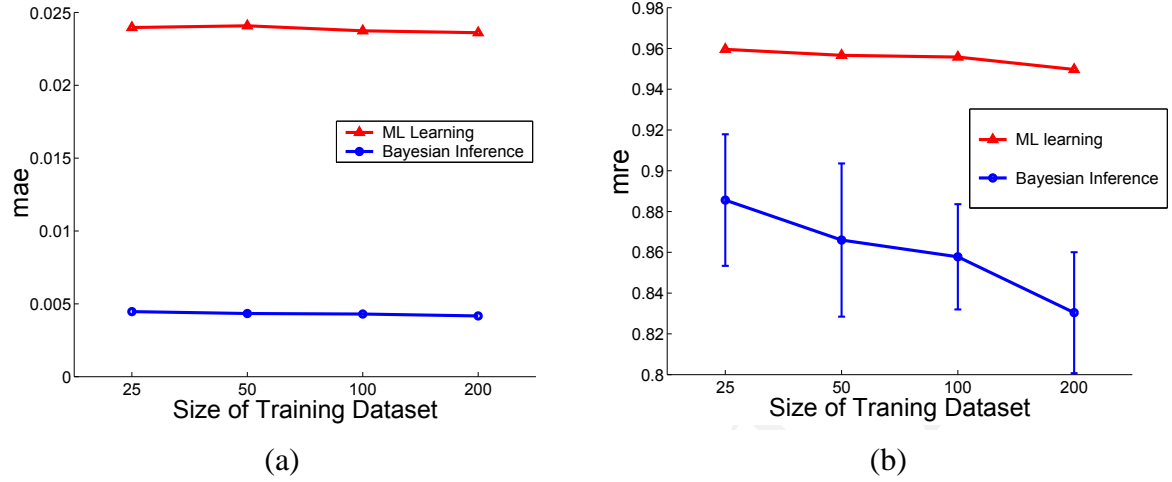 0.025
0.02
0.015
0.01
0.005
0
mae
ML Learning
Bayesian Inference
25 50 100 200
Size of Training Dataset
(a)
0.98
0.96
0.94
0.92
0.9
0.88
0.86
0.84
0.82
0.8
mre
ML learning
Bayesian Inference
25 50 100 200
Size of Traning Dataset
(b)